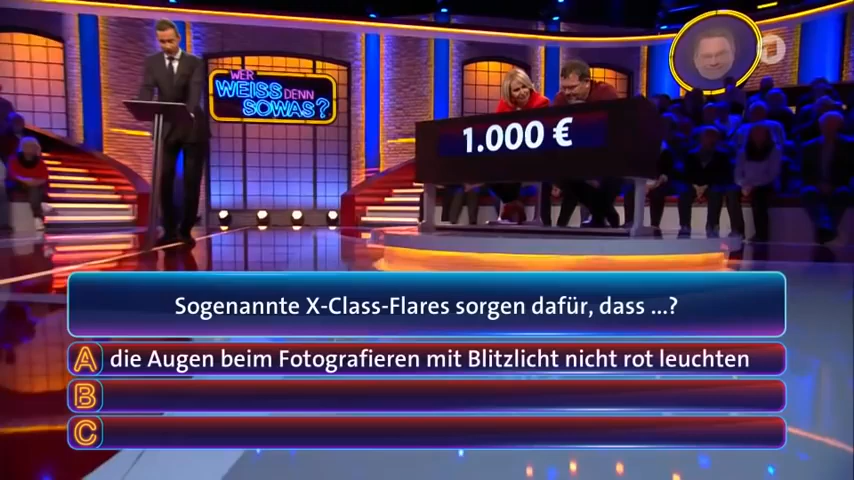 WER
WEISS DENN
SOWAS?
1.000 €
Sogenannte X-Class-Flares sorgen dafür, dass ...?
A die Augen beim Fotografieren mit Blitzlicht nicht rot leuchten
B
C